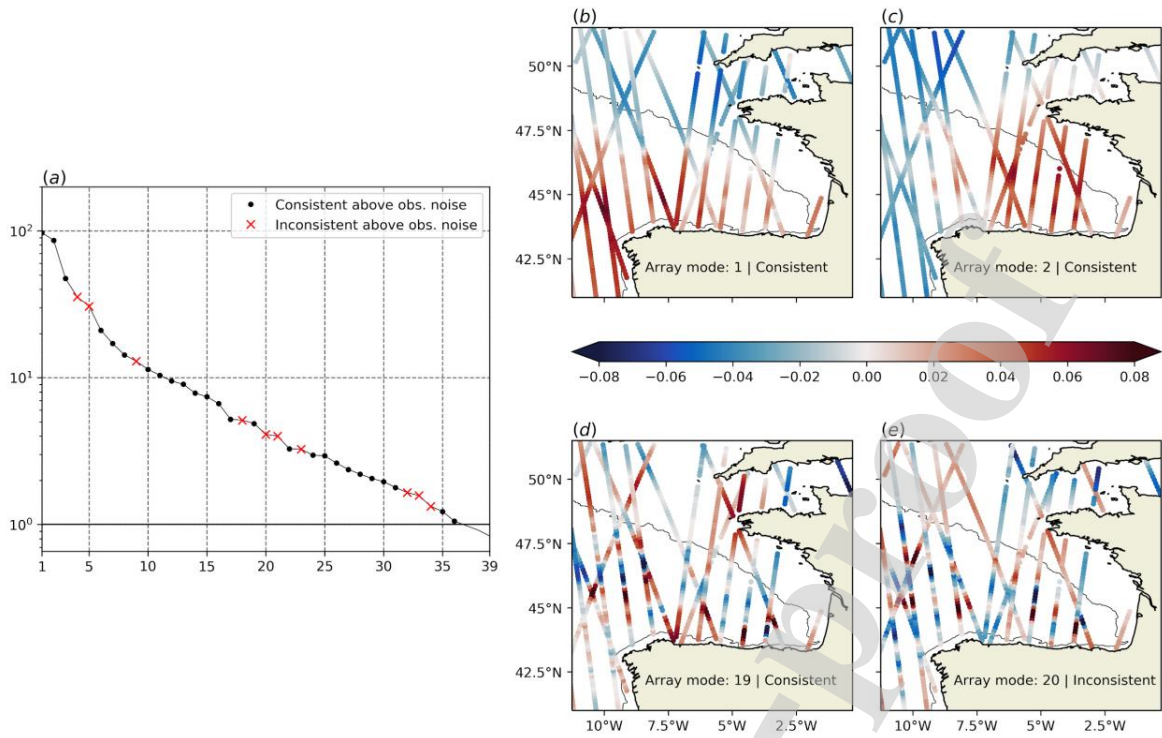 (a)
10²
10¹
10⁰
1 5 10 15 20 25 30 35 39
Consistent above obs. noise
Inconsistent above obs. noise
(b)
50°N
47.5°N
45°N
42.5°N
Array mode: 1 | Consistent
(c)
Array mode: 2 | Consistent
−0.08 −0.06 −0.04 −0.02 0.00 0.02 0.04 0.06 0.08
(d)
50°N
47.5°N
45°N
42.5°N
Array mode: 19 | Consistent
10°W 7.5°W 5°W 2.5°W
(e)
Array mode: 20 | Inconsistent
10°W 7.5°W 5°W 2.5°W
-proof